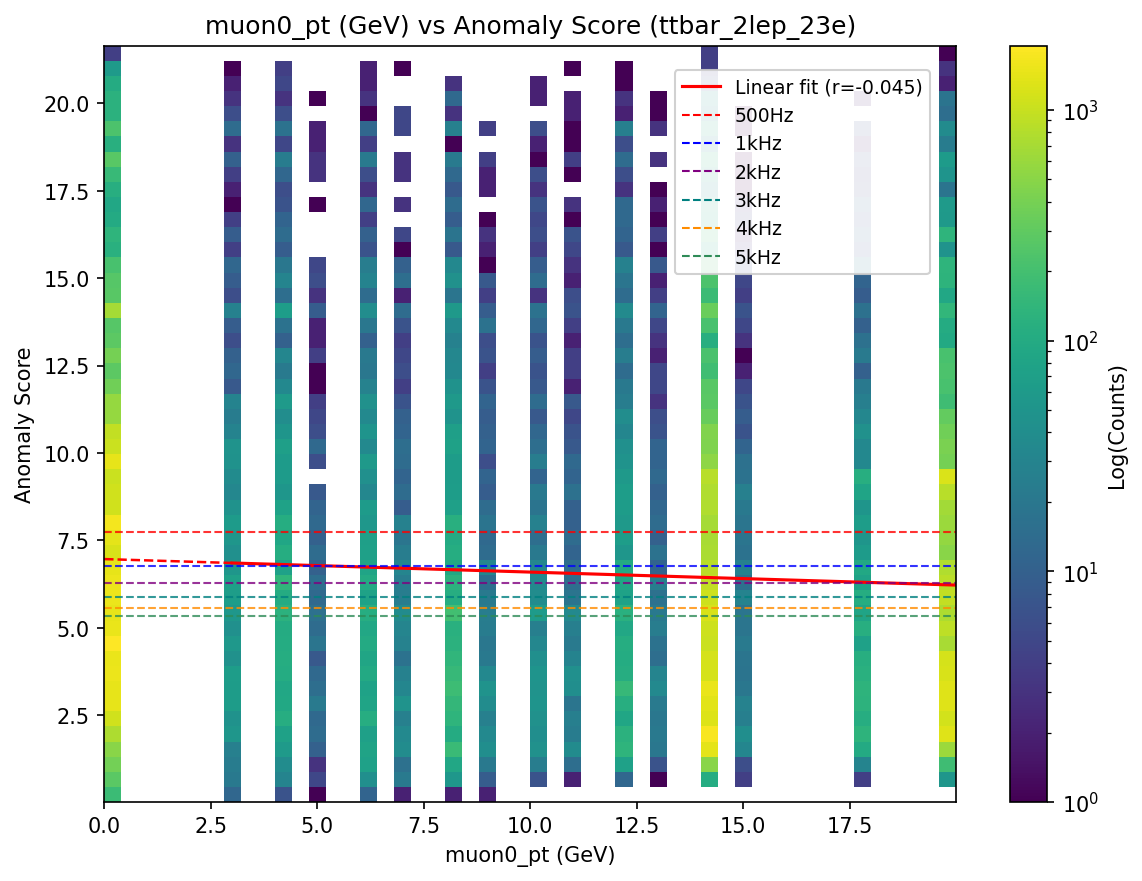 muon0_pt (GeV) vs Anomaly Score (ttbar_2lep_23e)
Anomaly Score
20.0
17.5
15.0
12.5
10.0
7.5
5.0
2.5
0.0
2.5
5.0
7.5
10.0
12.5
15.0
17.5
muon0_pt (GeV)
Linear fit (r=-0.045)
500Hz
1kHz
2kHz
3kHz
4kHz
5kHz
10³
10²
10¹
10⁰
Log(Counts)